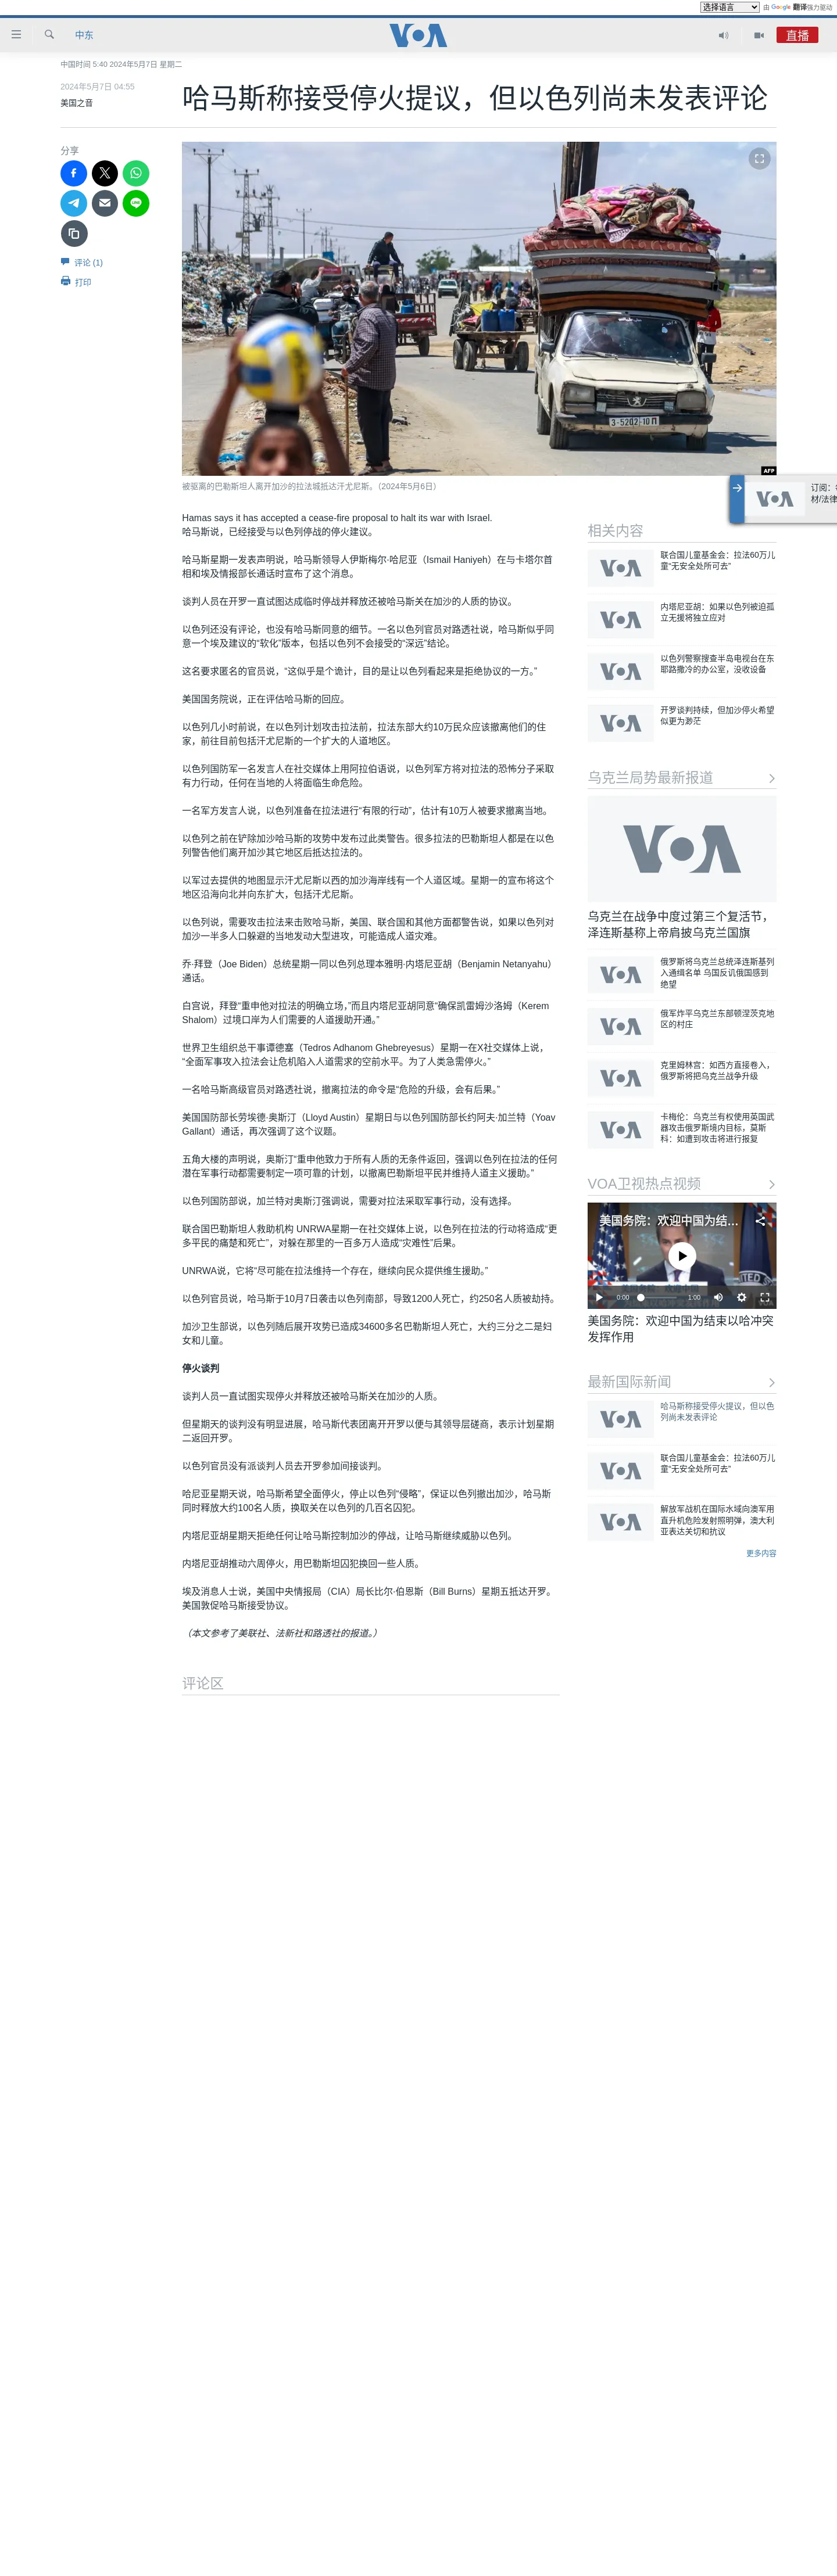 选择语言
由 Google 翻译强力驱动
中东
VOA
直播
中国时间 5:40 2024年5月7日 星期二
2024年5月7日 04:55
美国之音
哈马斯称接受停火提议，但以色列尚未发表评论
分享
评论 (1)
打印
AFP
被驱离的巴勒斯坦人离开加沙的拉法城抵达汗尤尼斯。（2024年5月6日）
Hamas says it has accepted a cease-fire proposal to halt its war with Israel.
哈马斯说，已经接受与以色列停战的停火建议。
哈马斯星期一发表声明说，哈马斯领导人伊斯梅尔·哈尼亚（Ismail Haniyeh）在与卡塔尔首
相和埃及情报部长通话时宣布了这个消息。
谈判人员在开罗一直试图达成临时停战并释放还被哈马斯关在加沙的人质的协议。
以色列还没有评论，也没有哈马斯同意的细节。一名以色列官员对路透社说，哈马斯似乎同
意一个埃及建议的“软化”版本，包括以色列不会接受的“深远”结论。
这名要求匿名的官员说，“这似乎是个诡计，目的是让以色列看起来是拒绝协议的一方。”
美国国务院说，正在评估哈马斯的回应。
以色列几小时前说，在以色列计划攻击拉法前，拉法东部大约10万民众应该撤离他们的住
家，前往目前包括汗尤尼斯的一个扩大的人道地区。
以色列国防军一名发言人在社交媒体上用阿拉伯语说，以色列军方将对拉法的恐怖分子采取
有力行动，任何在当地的人将面临生命危险。
一名军方发言人说，以色列准备在拉法进行“有限的行动”，估计有10万人被要求撤离当地。
以色列之前在铲除加沙哈马斯的攻势中发布过此类警告。很多拉法的巴勒斯坦人都是在以色
列警告他们离开加沙其它地区后抵达拉法的。
以军过去提供的地图显示汗尤尼斯以西的加沙海岸线有一个人道区域。星期一的宣布将这个
地区沿海向北并向东扩大，包括汗尤尼斯。
以色列说，需要攻击拉法来击败哈马斯，美国、联合国和其他方面都警告说，如果以色列对
加沙一半多人口躲避的当地发动大型进攻，可能造成人道灾难。
乔·拜登（Joe Biden）总统星期一同以色列总理本雅明·内塔尼亚胡（Benjamin Netanyahu）
通话。
白宫说，拜登“重申他对拉法的明确立场，”而且内塔尼亚胡同意“确保凯雷姆沙洛姆（Kerem
Shalom）过境口岸为人们需要的人道援助开通。”
世界卫生组织总干事谭德塞（Tedros Adhanom Ghebreyesus）星期一在X社交媒体上说，
“全面军事攻入拉法会让危机陷入人道需求的空前水平。为了人类急需停火。”
一名哈马斯高级官员对路透社说，撤离拉法的命令是“危险的升级，会有后果。”
美国国防部长劳埃德·奥斯汀（Lloyd Austin）星期日与以色列国防部长约阿夫·加兰特（Yoav
Gallant）通话，再次强调了这个议题。
五角大楼的声明说，奥斯汀“重申他致力于所有人质的无条件返回，强调以色列在拉法的任何
潜在军事行动都需要制定一项可靠的计划，以撤离巴勒斯坦平民并维持人道主义援助。”
以色列国防部说，加兰特对奥斯汀强调说，需要对拉法采取军事行动，没有选择。
联合国巴勒斯坦人救助机构 UNRWA星期一在社交媒体上说，以色列在拉法的行动将造成“更
多平民的痛楚和死亡”，对躲在那里的一百多万人造成“灾难性”后果。
UNRWA说，它将“尽可能在拉法维持一个存在，继续向民众提供维生援助。”
以色列官员说，哈马斯于10月7日袭击以色列南部，导致1200人死亡，约250名人质被劫持。
加沙卫生部说，以色列随后展开攻势已造成34600多名巴勒斯坦人死亡，大约三分之二是妇
女和儿童。
停火谈判
谈判人员一直试图实现停火并释放还被哈马斯关在加沙的人质。
但星期天的谈判没有明显进展，哈马斯代表团离开开罗以便与其领导层磋商，表示计划星期
二返回开罗。
以色列官员没有派谈判人员去开罗参加间接谈判。
哈尼亚星期天说，哈马斯希望全面停火，停止以色列“侵略”，保证以色列撤出加沙，哈马斯
同时释放大约100名人质，换取关在以色列的几百名囚犯。
内塔尼亚胡星期天拒绝任何让哈马斯控制加沙的停战，让哈马斯继续威胁以色列。
内塔尼亚胡推动六周停火，用巴勒斯坦囚犯换回一些人质。
埃及消息人士说，美国中央情报局（CIA）局长比尔·伯恩斯（Bill Burns）星期五抵达开罗。
美国敦促哈马斯接受协议。
（本文参考了美联社、法新社和路透社的报道。）
评论区
VOA
订阅：
材/法律
相关内容
VOA
联合国儿童基金会：拉法60万儿
童“无安全处所可去”
VOA
内塔尼亚胡：如果以色列被迫孤
立无援将独立应对
VOA
以色列警察搜查半岛电视台在东
耶路撒冷的办公室，没收设备
VOA
开罗谈判持续，但加沙停火希望
似更为渺茫
乌克兰局势最新报道
VOA
乌克兰在战争中度过第三个复活节，
泽连斯基称上帝肩披乌克兰国旗
VOA
俄罗斯将乌克兰总统泽连斯基列
入通缉名单 乌国反讥俄国感到
绝望
VOA
俄军炸平乌克兰东部顿涅茨克地
区的村庄
VOA
克里姆林宫：如西方直接卷入，
俄罗斯将把乌克兰战争升级
VOA
卡梅伦：乌克兰有权使用英国武
器攻击俄罗斯境内目标，莫斯
科：如遭到攻击将进行报复
VOA卫视热点视频
美国务院：欢迎中国为结…
0:00
1:00
美国务院：欢迎中国为结束以哈冲突
发挥作用
最新国际新闻
VOA
哈马斯称接受停火提议，但以色
列尚未发表评论
VOA
联合国儿童基金会：拉法60万儿
童“无安全处所可去”
VOA
解放军战机在国际水域向澳军用
直升机危险发射照明弹，澳大利
亚表达关切和抗议
更多内容